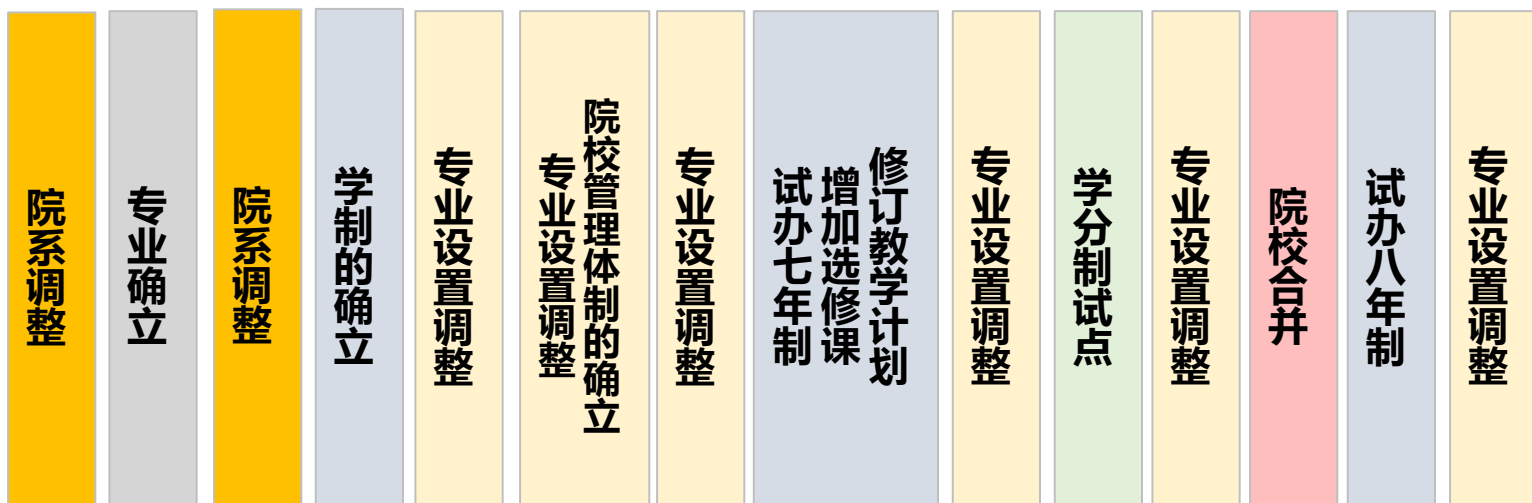 院系调整
专业确立
院系调整
学制的确立
专业设置调整
院校管理体制的确立
专业设置调整
专业设置调整
修订教学计划
增加选修课
试办七年制
专业设置调整
学分制试点
专业设置调整
院校合并
试办八年制
专业设置调整